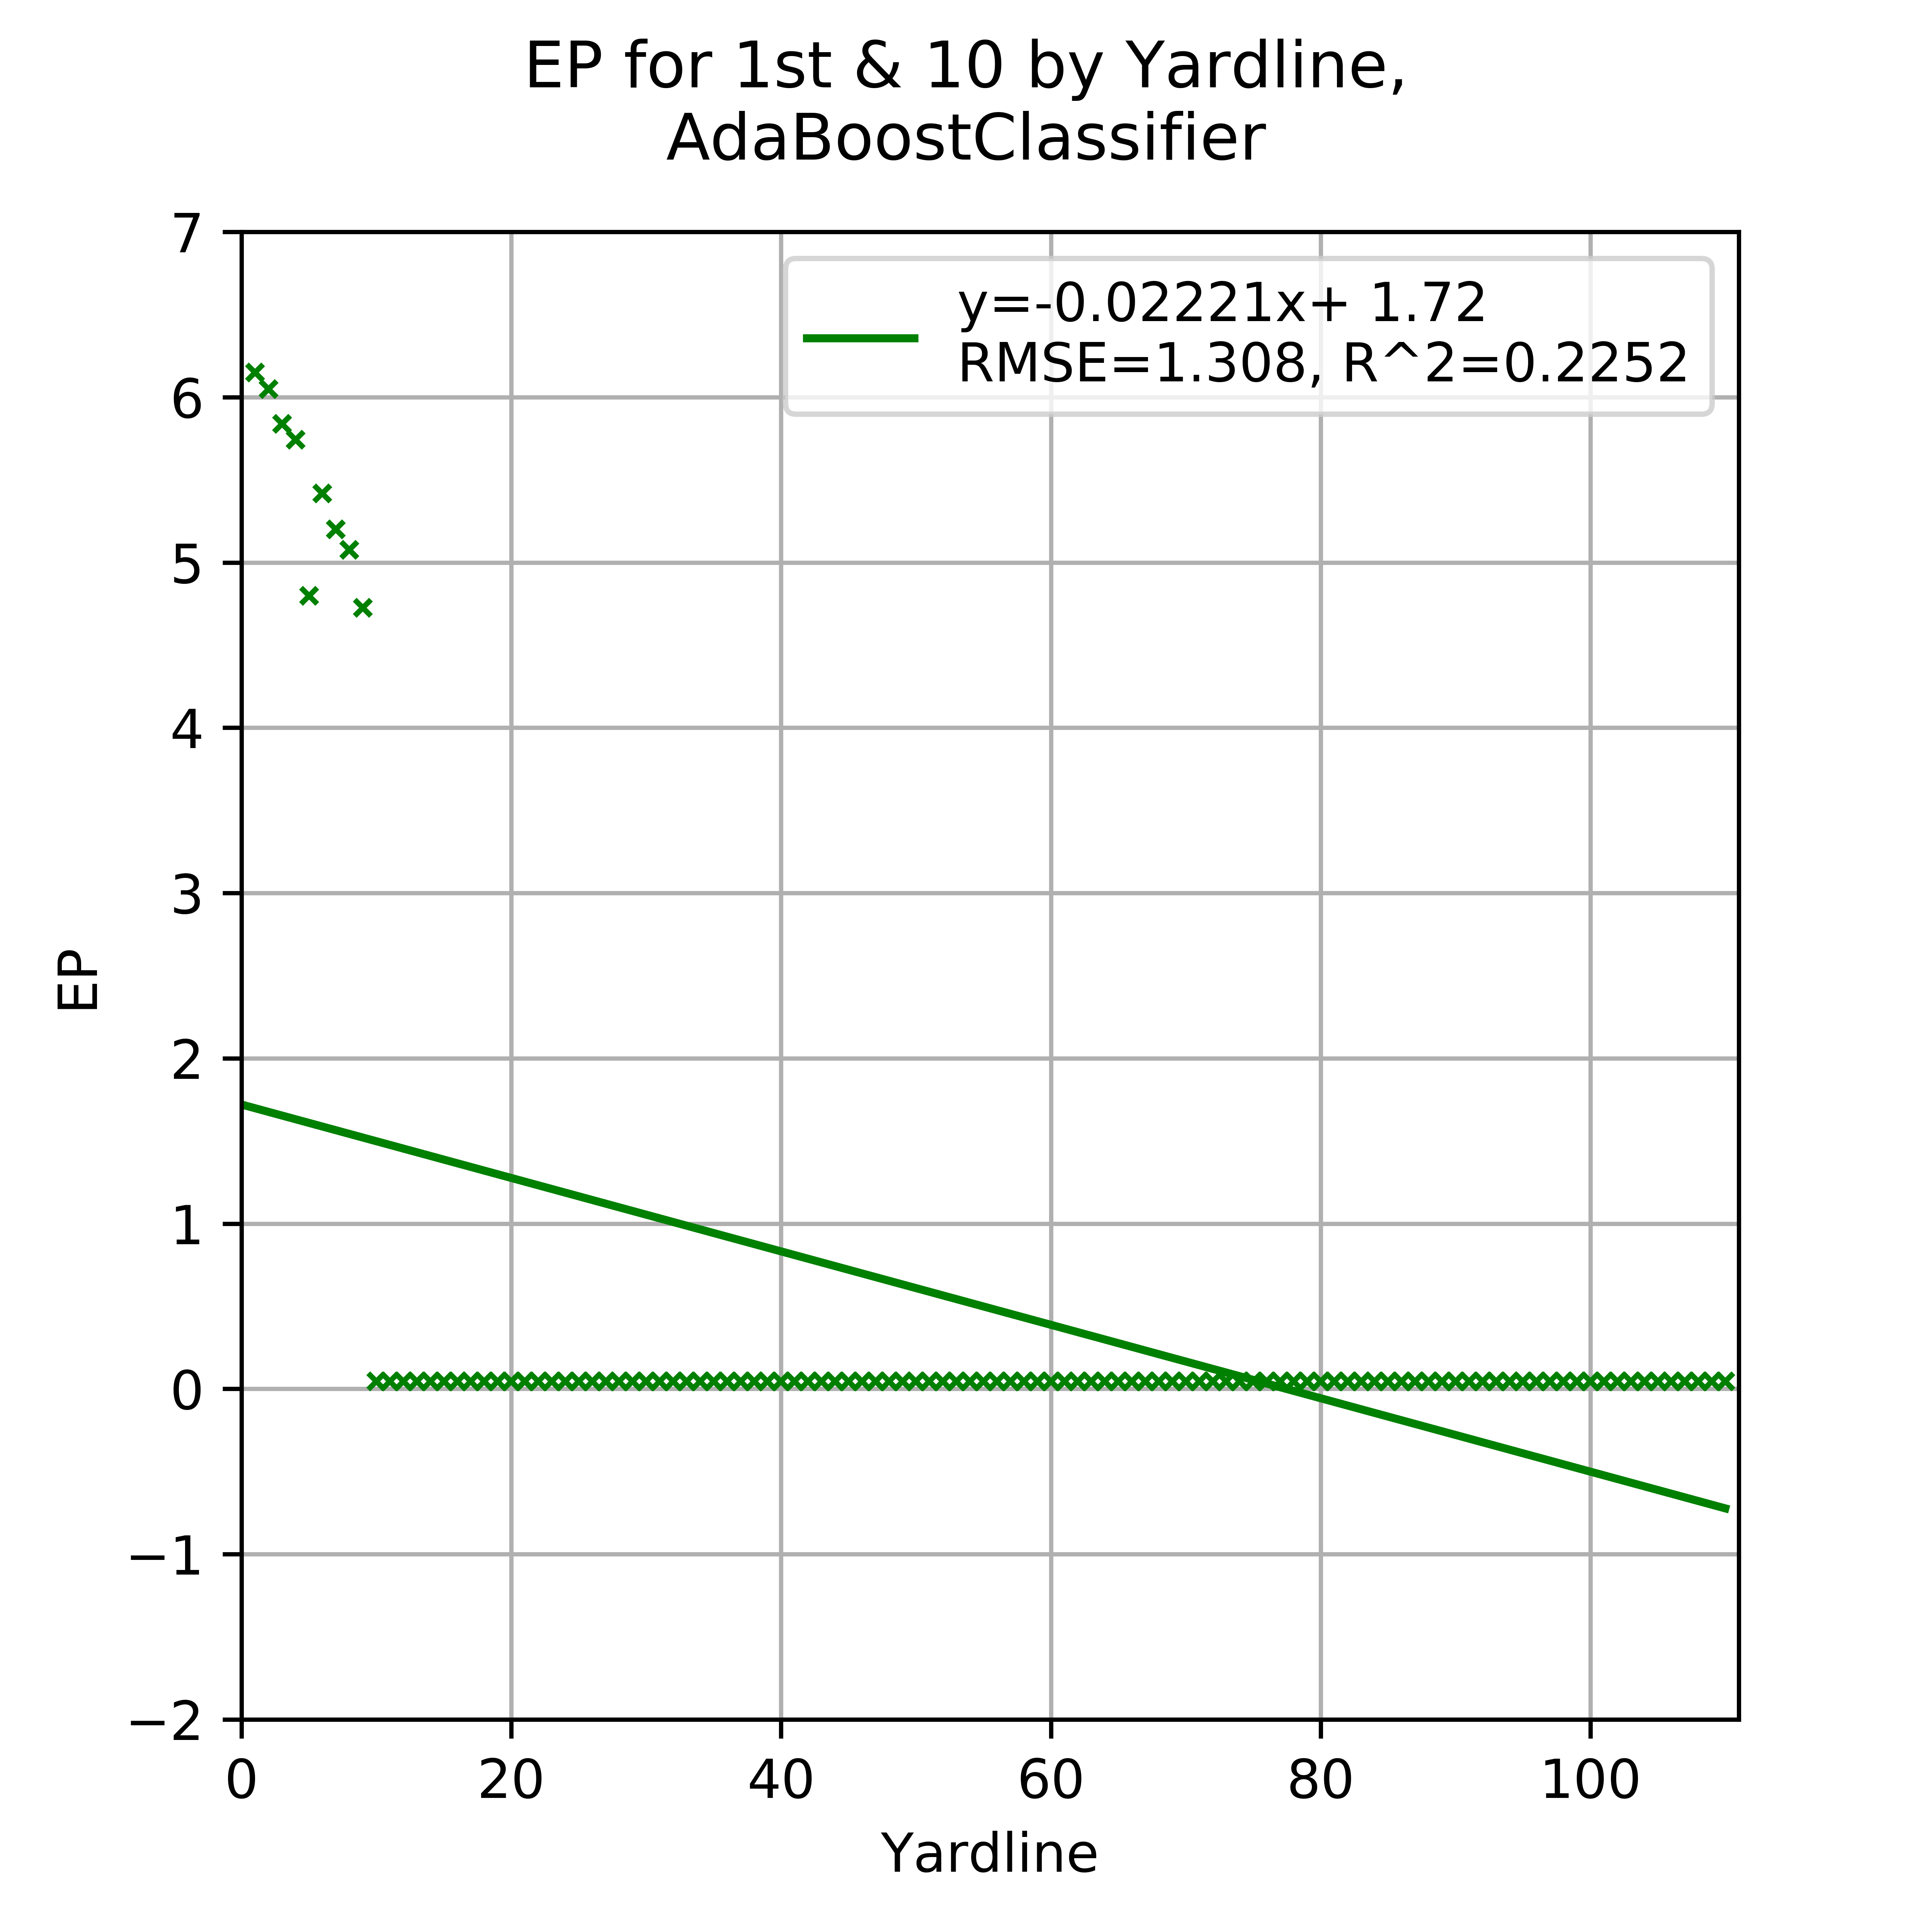 EP for 1st & 10 by Yardline,
AdaBoostClassifier
y=-0.02221x+ 1.72
RMSE=1.308, R^2=0.2252
7
6
5
4
3
2
1
0
−1
−2
EP
0 20 40 60 80 100
Yardline